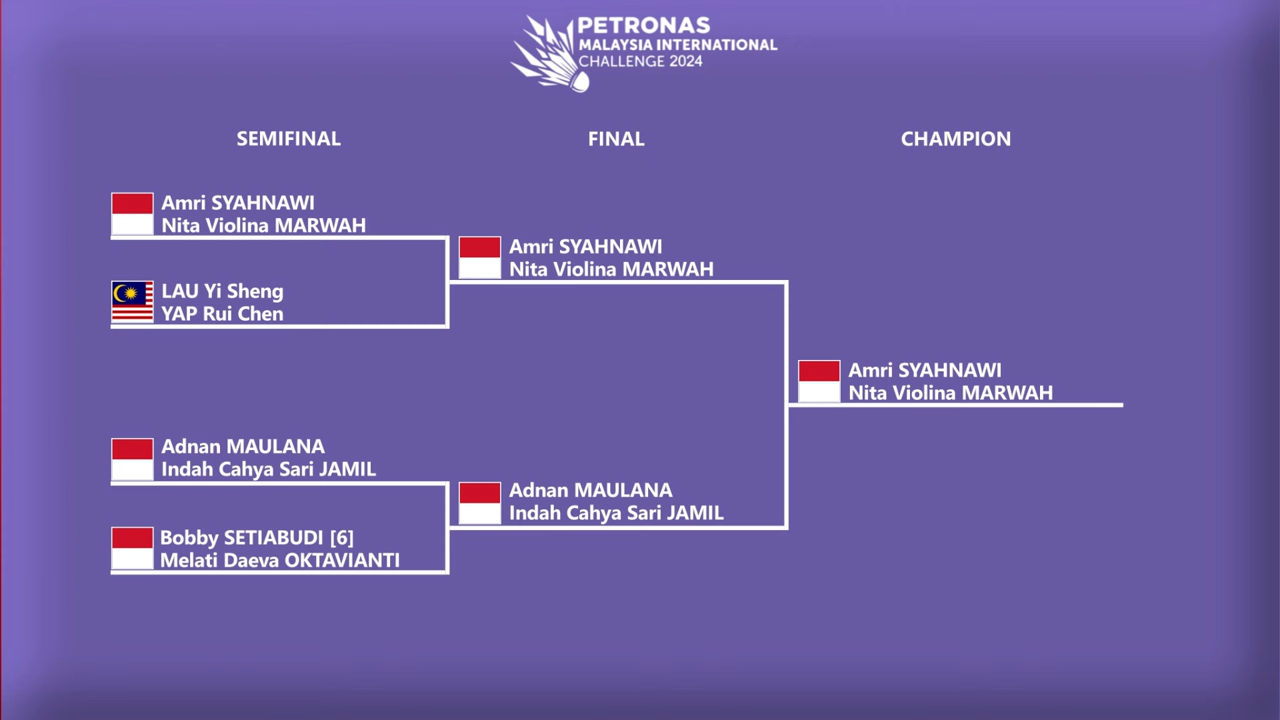 PETRONAS
MALAYSIA INTERNATIONAL
CHALLENGE 2024
SEMIFINAL
FINAL
CHAMPION
Amri SYAHNAWI
Nita Violina MARWAH
LAU Yi Sheng
YAP Rui Chen
Adnan MAULANA
Indah Cahya Sari JAMIL
Bobby SETIABUDI [6]
Melati Daeva OKTAVIANTI
Amri SYAHNAWI
Nita Violina MARWAH
Adnan MAULANA
Indah Cahya Sari JAMIL
Amri SYAHNAWI
Nita Violina MARWAH